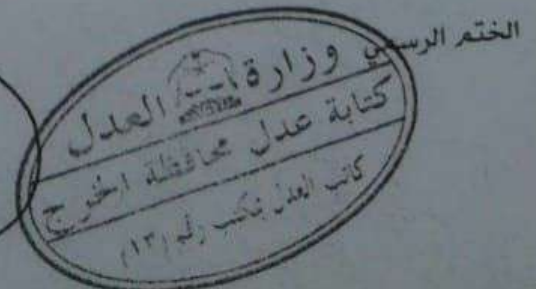 الختم الرسمي
وزارة العدل
كتابة عدل محافظة الخرج
كاتب العدل بمكتب رقم (١٣)